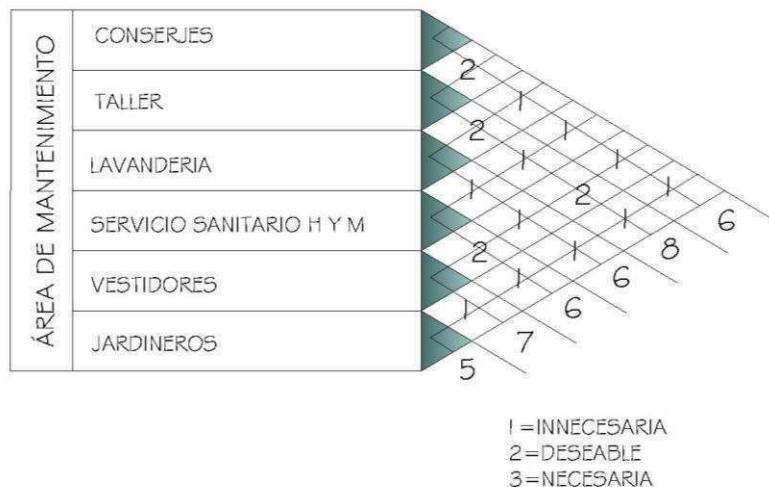 ÁREA DE MANTENIMIENTO
CONSERJES
TALLER
LAVANDERIA
SERVICIO SANITARIO H Y M
VESTIDORES
JARDINEROS
2
1
2 1
1 1
1 2 1
1 1 6
2 1 8
1 6
1 6
7
5
1=INNECESARIA
2=DESEABLE
3=NECESARIA